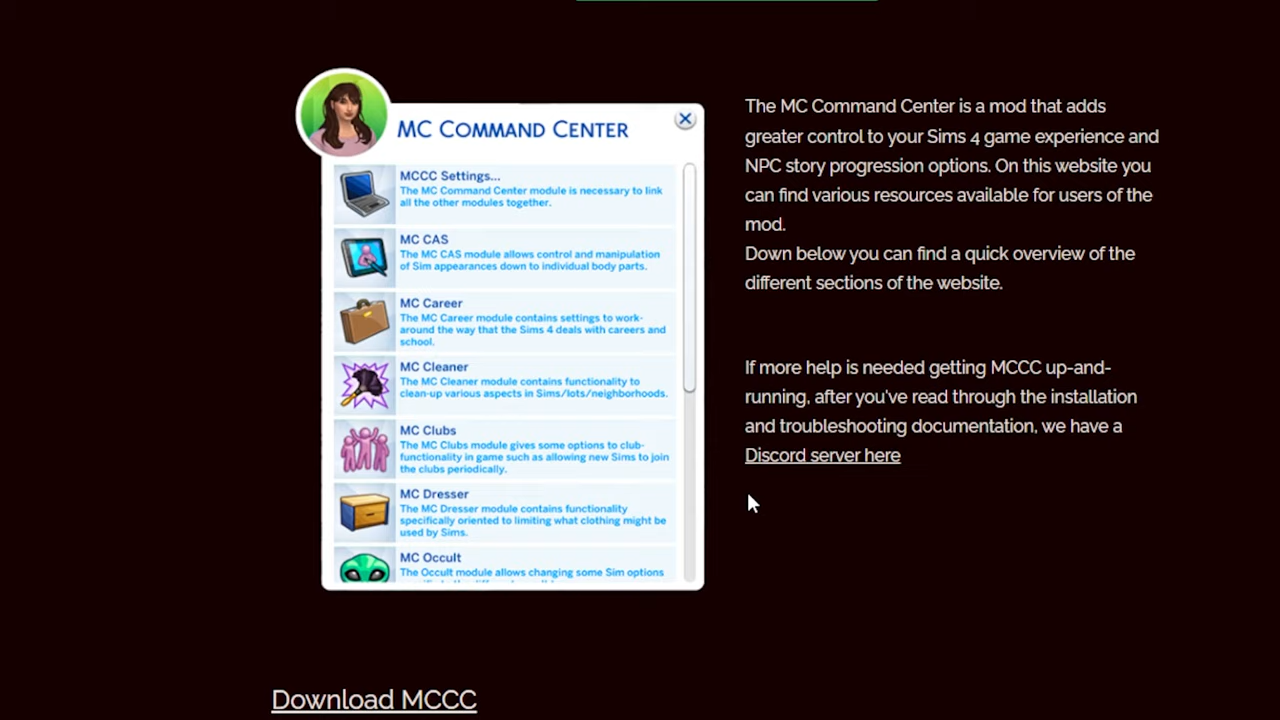 MC COMMAND CENTER
MCCC Settings...
The MC Command Center module is necessary to link
all the other modules together.
MC CAS
The MC CAS module allows control and manipulation
of Sim appearances down to individual body parts.
MC Career
The MC Career module contains settings to work-
around the way that the Sims 4 deals with careers and
school.
MC Cleaner
The MC Cleaner module contains functionality to
clean-up various aspects in Sims/lots/neighborhoods.
MC Clubs
The MC Clubs module gives some options to club-
functionality in game such as allowing new Sims to join
the clubs periodically.
MC Dresser
The MC Dresser module contains functionality
specifically oriented to limiting what clothing might be
used by Sims.
MC Occult
The Occult module allows changing some Sim options
The MC Command Center is a mod that adds
greater control to your Sims 4 game experience and
NPC story progression options. On this website you
can find various resources available for users of the
mod.
Down below you can find a quick overview of the
different sections of the website.
If more help is needed getting MCCC up-and-
running, after you've read through the installation
and troubleshooting documentation, we have a
Discord server here
Download MCCC